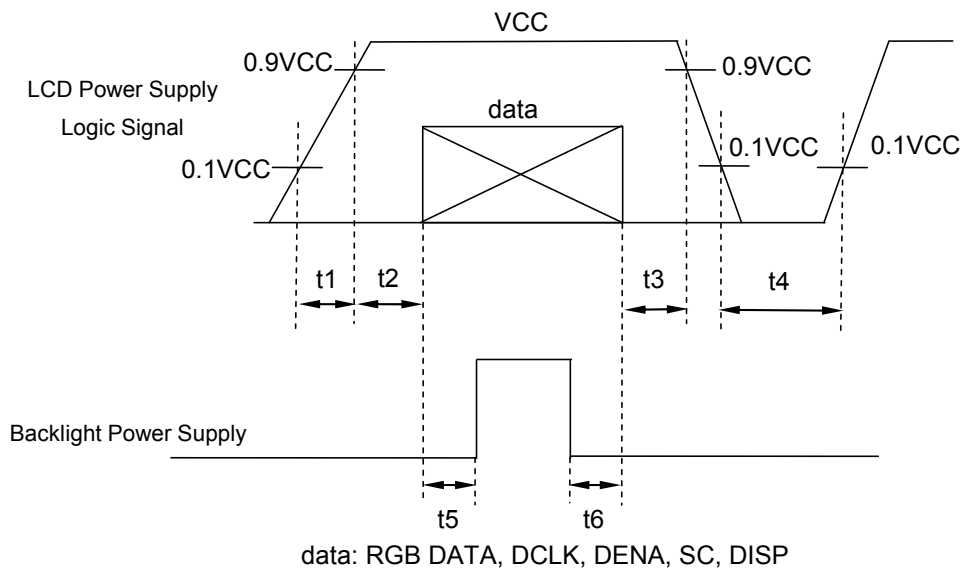 VCC
0.9VCC
0.9VCC
LCD Power Supply
Logic Signal
data
0.1VCC
0.1VCC
0.1VCC
t1
t2
t3
t4
Backlight Power Supply
t5
t6
data: RGB DATA, DCLK, DENA, SC, DISP